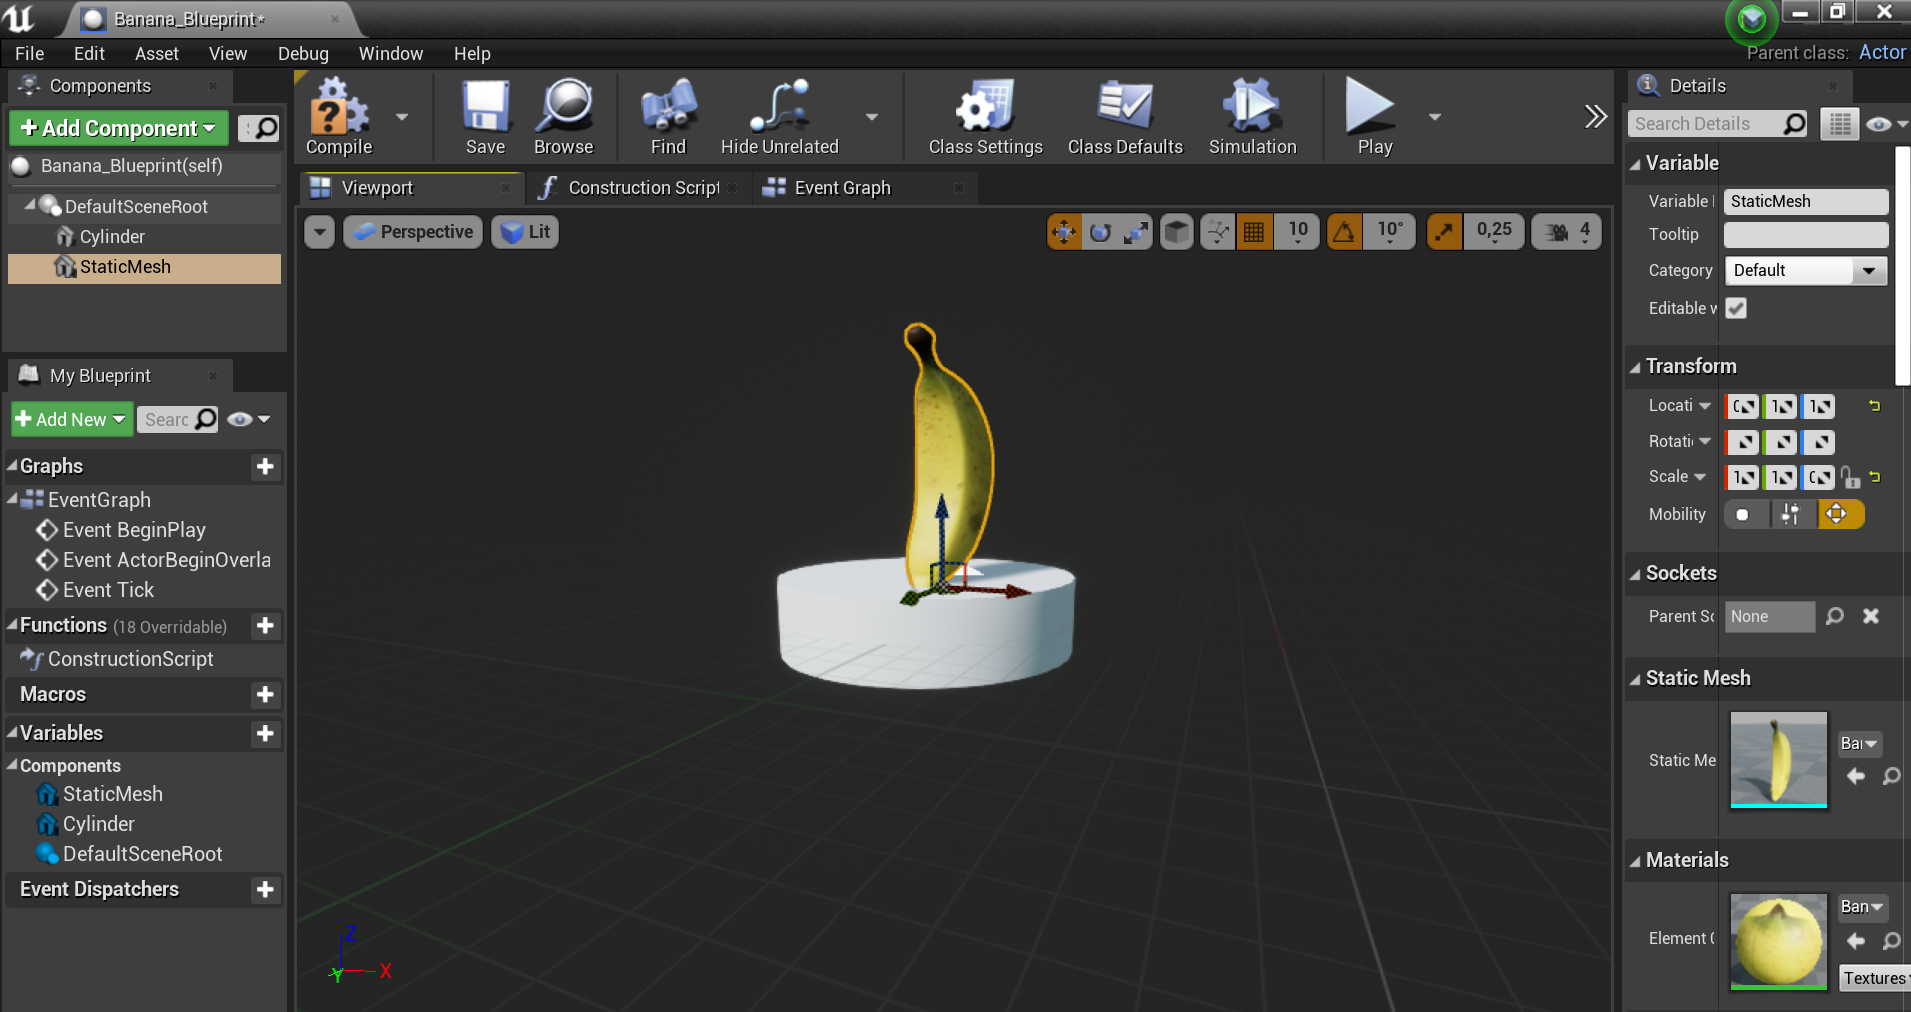 Banana_Blueprint*
File Edit Asset View Debug Window Help
Parent class: Actor
Components
Add Component
Banana_Blueprint(self)
DefaultSceneRoot
Cylinder
StaticMesh
My Blueprint
Add New
Searc
Graphs
EventGraph
Event BeginPlay
Event ActorBeginOverla
Event Tick
Functions (18 Overridable)
ConstructionScript
Macros
Variables
Components
StaticMesh
Cylinder
DefaultSceneRoot
Event Dispatchers
Compile
Save
Browse
Find
Hide Unrelated
Class Settings
Class Defaults
Simulation
Play
Viewport
Construction Script
Event Graph
Perspective
Lit
10
10°
0,25
4
Z
Y
X
Details
Search Details
Variable
Variable
StaticMesh
Tooltip
Category
Default
Editable w
Transform
Locati
Rotati
Scale
Mobility
Sockets
Parent So
None
Static Mesh
Static Me
Materials
Element
Ban
Textures